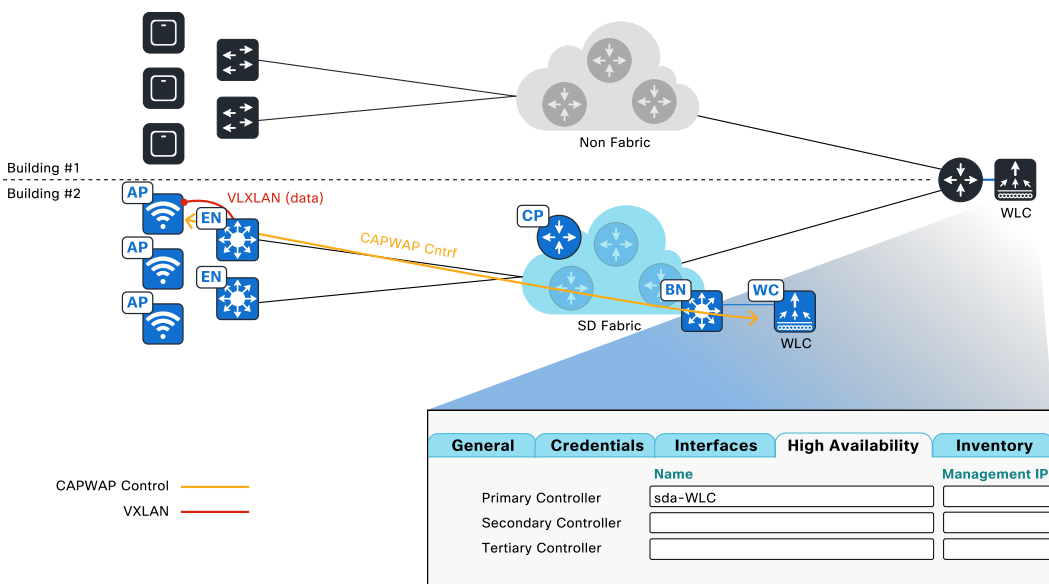 Non Fabric
Building #1
Building #2
AP
VLXLAN (data)
EN
CP
WLC
CAPWAP Cntrf
AP
EN
BN
WC
AP
SD Fabric
WLC
General
Credentials
Interfaces
High Availability
Inventory
Name
Management IP
CAPWAP Control
VXLAN
Primary Controller
sda-WLC
Secondary Controller
Tertiary Controller